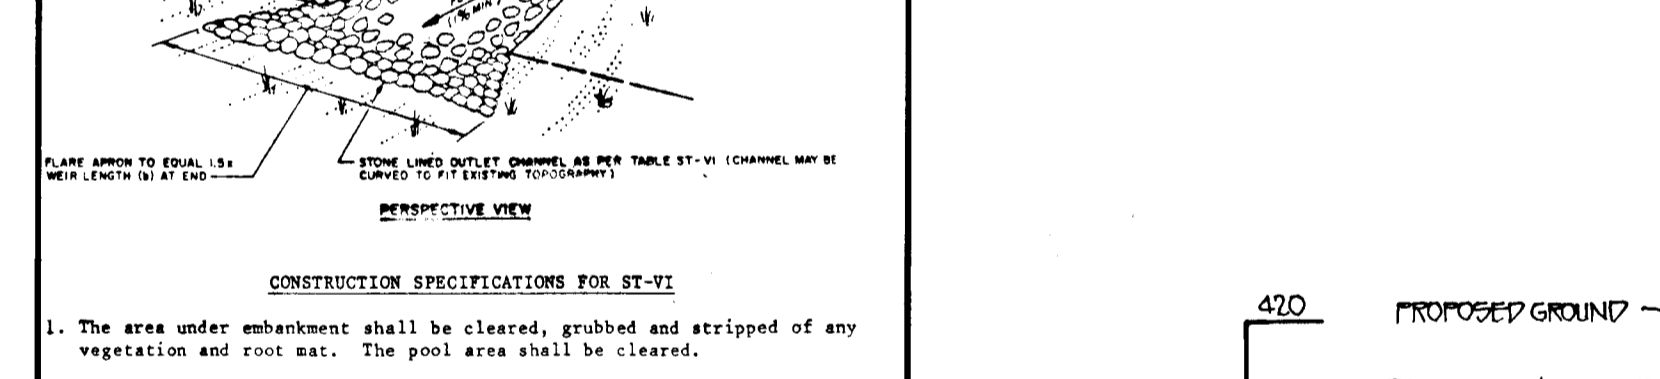 (1% MIN)
FLARE APRON TO EQUAL 1.5x
WEIR LENGTH (b) AT END
STONE LINED OUTLET CHANNEL AS PER TABLE ST-VI (CHANNEL MAY BE
CURVED TO FIT EXISTING TOPOGRAPHY)
PERSPECTIVE VIEW
CONSTRUCTION SPECIFICATIONS FOR ST-VI
1. The area under embankment shall be cleared, grubbed and stripped of any
vegetation and root mat. The pool area shall be cleared.
420
PROPOSED GROUND